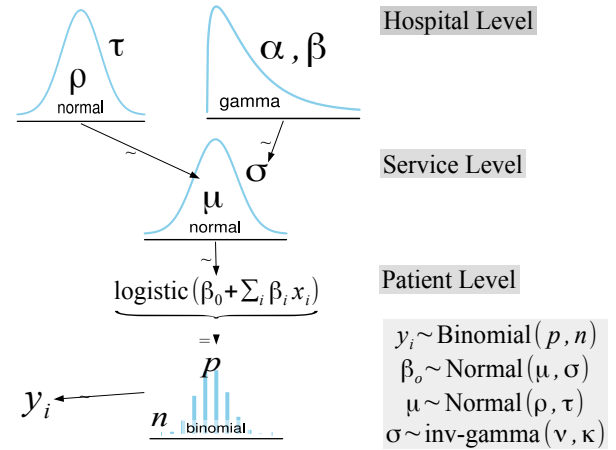 Hospital Level
τ
ρ
normal
α , β
gamma
~
~
Service Level
σ
μ
normal
~
Patient Level
logistic(β₀+∑ᵢ βᵢ xᵢ)
=
p
yᵢ
~
n
binomial
yᵢ ~ Binomial(p , n)
βₒ ~ Normal(μ, σ)
μ ~ Normal(ρ, τ)
σ ~ inv-gamma(ν, κ)